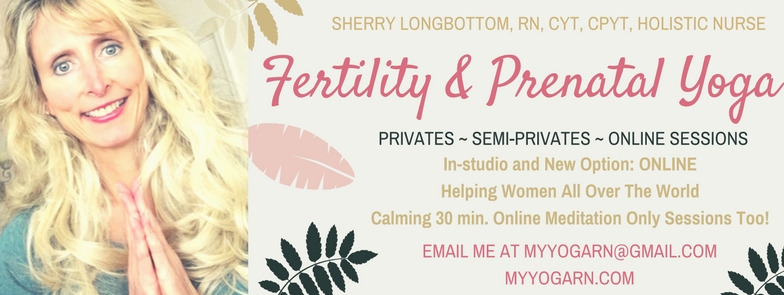 SHERRY LONGBOTTOM, RN, CYT, CPYT, HOLISTIC NURSE
Fertility & Prenatal Yoga
PRIVATES ~ SEMI-PRIVATES ~ ONLINE SESSIONS
In-studio and New Option: ONLINE
Helping Women All Over The World
Calming 30 min. Online Meditation Only Sessions Too!
EMAIL ME AT MYYOGARN@GMAIL.COM
MYYOGARN.COM